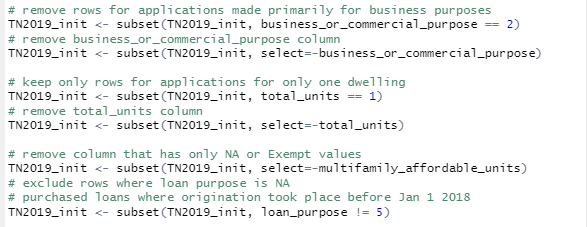 # remove rows for applications made primarily for business purposes
TN2019_init <- subset(TN2019_init, business_or_commercial_purpose == 2)
# remove business_or_commercial_purpose column
TN2019_init <- subset(TN2019_init, select=-business_or_commercial_purpose)
# keep only rows for applications for only one dwelling
TN2019_init <- subset(TN2019_init, total_units == 1)
# remove total_units column
TN2019_init <- subset(TN2019_init, select=-total_units)
# remove column that has only NA or Exempt values
TN2019_init <- subset(TN2019_init, select=-multifamily_affordable_units)
# exclude rows where loan purpose is NA
# purchased loans where origination took place before Jan 1 2018
TN2019_init <- subset(TN2019_init, loan_purpose != 5)